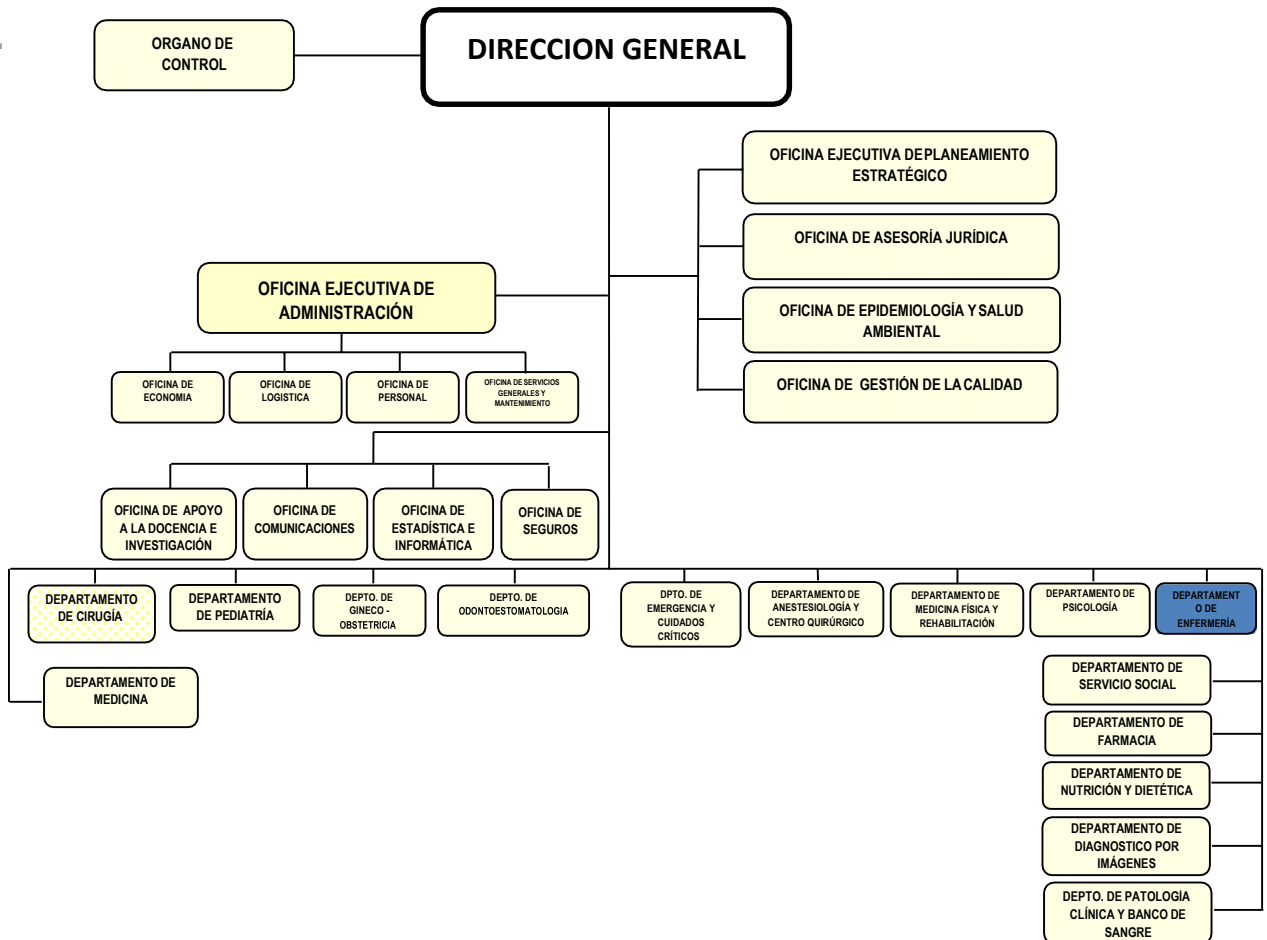 ORGANO DE
CONTROL
DIRECCION GENERAL
OFICINA EJECUTIVA DE PLANEAMIENTO
ESTRATÉGICO
OFICINA DE ASESORÍA JURÍDICA
OFICINA DE EPIDEMIOLOGÍA Y SALUD
AMBIENTAL
OFICINA DE GESTIÓN DE LA CALIDAD
OFICINA EJECUTIVA DE
ADMINISTRACIÓN
OFICINA DE
ECONOMIA
OFICINA DE
LOGISTICA
OFICINA DE
PERSONAL
OFICINA DE SERVICIOS
GENERALES Y
MANTENIMIENTO
OFICINA DE APOYO
A LA DOCENCIA E
INVESTIGACIÓN
OFICINA DE
COMUNICACIONES
OFICINA DE
ESTADÍSTICA E
INFORMÁTICA
OFICINA DE
SEGUROS
DEPARTAMENTO
DE CIRUGÍA
DEPARTAMENTO
DE PEDIATRÍA
DEPTO. DE
GINECO -
OBSTETRICIA
DEPTO. DE
ODONTOESTOMATOLOGIA
DPTO. DE
EMERGENCIA Y
CUIDADOS
CRÍTICOS
DEPARTAMENTO DE
ANESTESIOLOGÍA Y
CENTRO QUIRÚRGICO
DEPARTAMENTO DE
MEDICINA FÍSICA Y
REHABILITACIÓN
DEPARTAMENTO DE
PSICOLOGÍA
DEPARTAMENT
O DE
ENFERMERÍA
DEPARTAMENTO DE
MEDICINA
DEPARTAMENTO DE
SERVICIO SOCIAL
DEPARTAMENTO DE
FARMACIA
DEPARTAMENTO DE
NUTRICIÓN Y DIETÉTICA
DEPARTAMENTO DE
DIAGNOSTICO POR
IMÁGENES
DEPTO. DE PATOLOGIA
CLÍNICA Y BANCO DE
SANGRE